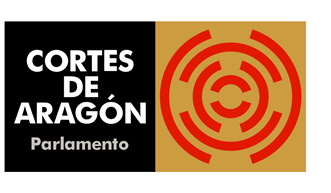 CORTES
DE
ARAGÓN
Parlamento